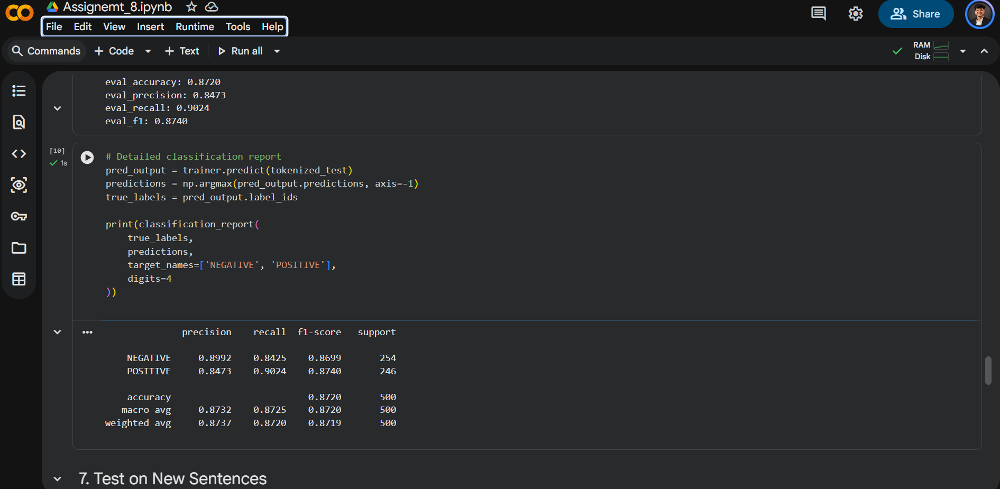 Assignemt_8.ipynb
File Edit View Insert Runtime Tools Help
Share
Commands + Code + Text Run all
RAM
Disk
eval_accuracy: 0.8720
eval_precision: 0.8473
eval_recall: 0.9024
eval_f1: 0.8740
[10]
1s
# Detailed classification report
pred_output = trainer.predict(tokenized_test)
predictions = np.argmax(pred_output.predictions, axis=-1)
true_labels = pred_output.label_ids
print(classification_report(
true_labels,
predictions,
target_names=['NEGATIVE', 'POSITIVE'],
digits=4
))
precision recall f1-score support
NEGATIVE 0.8992 0.8425 0.8699 254
POSITIVE 0.8473 0.9024 0.8740 246
accuracy 0.8720 500
macro avg 0.8732 0.8725 0.8720 500
weighted avg 0.8737 0.8720 0.8719 500
7. Test on New Sentences